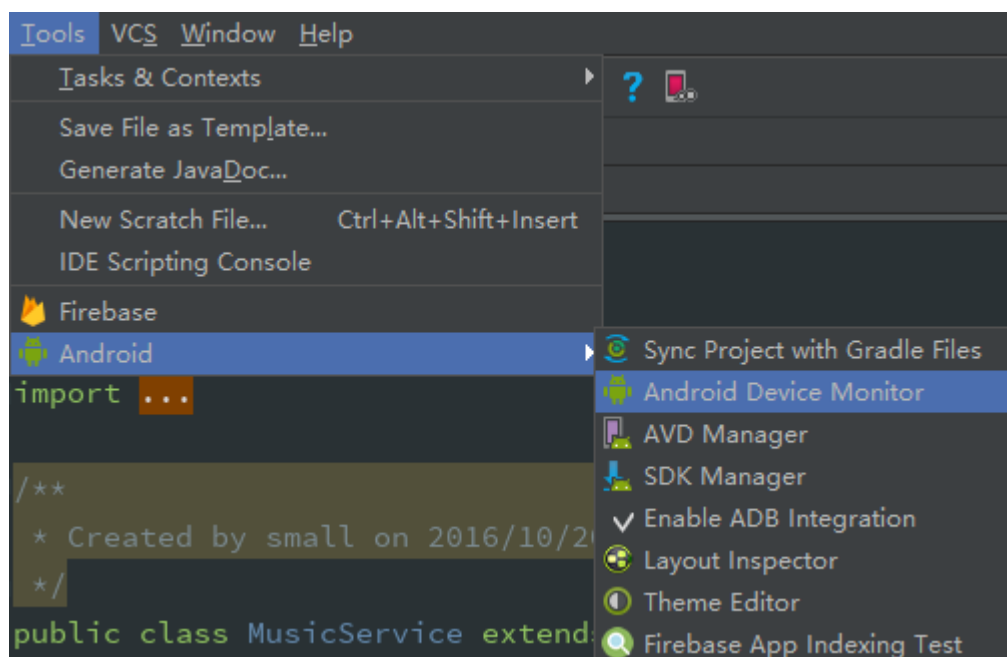 Tools VCS Window Help
Tasks & Contexts
Save File as Template...
Generate JavaDoc...
New Scratch File... Ctrl+Alt+Shift+Insert
IDE Scripting Console
Firebase
Android
Sync Project with Gradle Files
Android Device Monitor
AVD Manager
SDK Manager
Enable ADB Integration
Layout Inspector
Theme Editor
Firebase App Indexing Test
import ...
/**
* Created by small on 2016/10/2
*/
public class MusicService extends